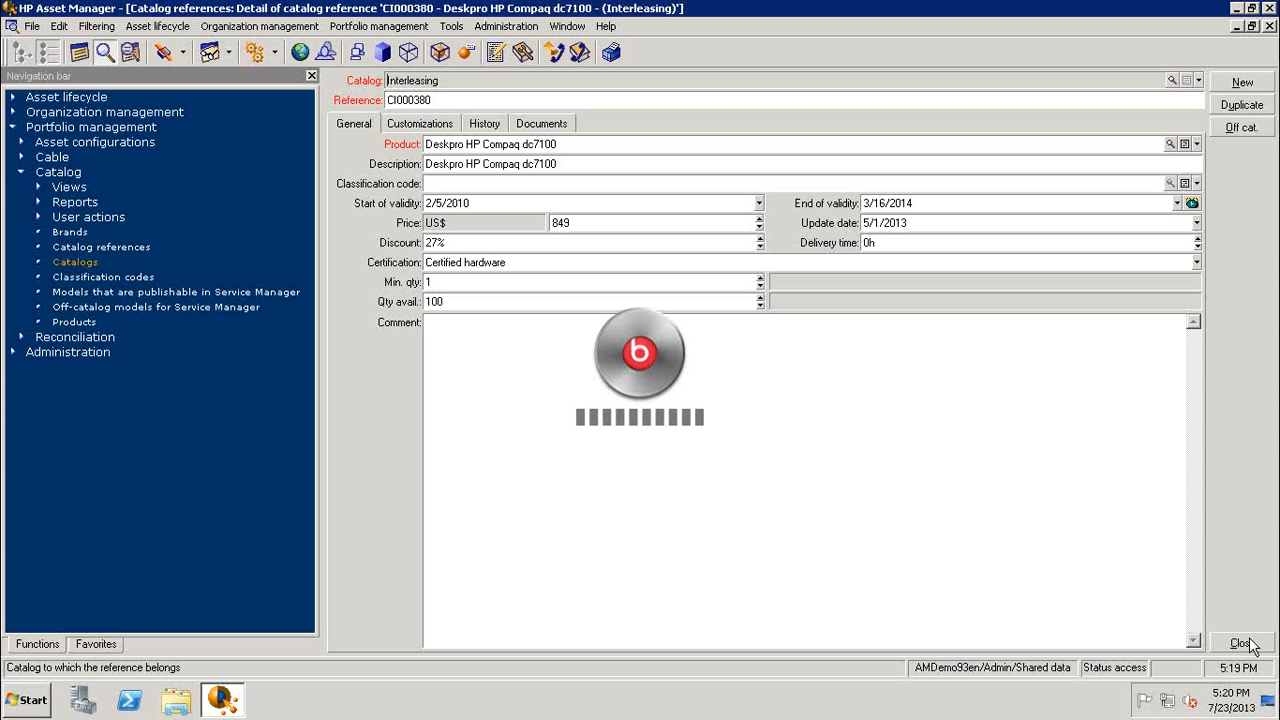 HP Asset Manager - [Catalog references: Detail of catalog reference 'CI000380 - Deskpro HP Compaq dc7100 - (Interleasing)']
File Edit Filtering Asset lifecycle Organization management Portfolio management Tools Administration Window Help
Navigation bar
Asset lifecycle
Organization management
Portfolio management
Asset configurations
Cable
Catalog
Views
Reports
User actions
Brands
Catalog references
Catalogs
Classification codes
Models that are publishable in Service Manager
Off-catalog models for Service Manager
Products
Reconciliation
Administration
Functions Favorites
Catalog: Interleasing
Reference: CI000380
General Customizations History Documents
Product: Deskpro HP Compaq dc7100
Description: Deskpro HP Compaq dc7100
Classification code:
Start of validity: 2/5/2010 End of validity: 3/16/2014
Price: US$ 849 Update date: 5/1/2013
Discount: 27% Delivery time: 0h
Certification: Certified hardware
Min. qty: 1
Qty avail.: 100
Comment:
b
New
Duplicate
Off cat.
Clos
Catalog to which the reference belongs AMDemo93en/Admin/Shared data Status access 5:19 PM
Start 5:20 PM
7/23/2013